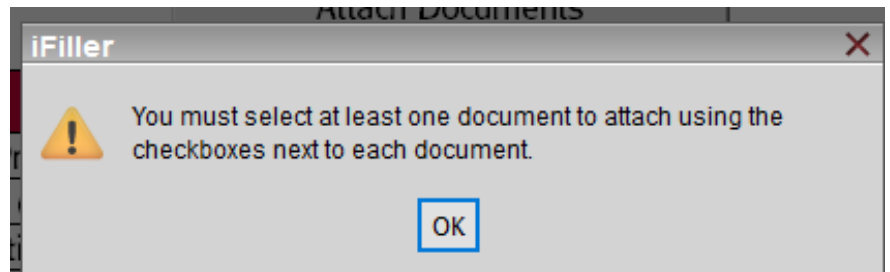 Attach Documents
iFiller
You must select at least one document to attach using the
checkboxes next to each document.
OK